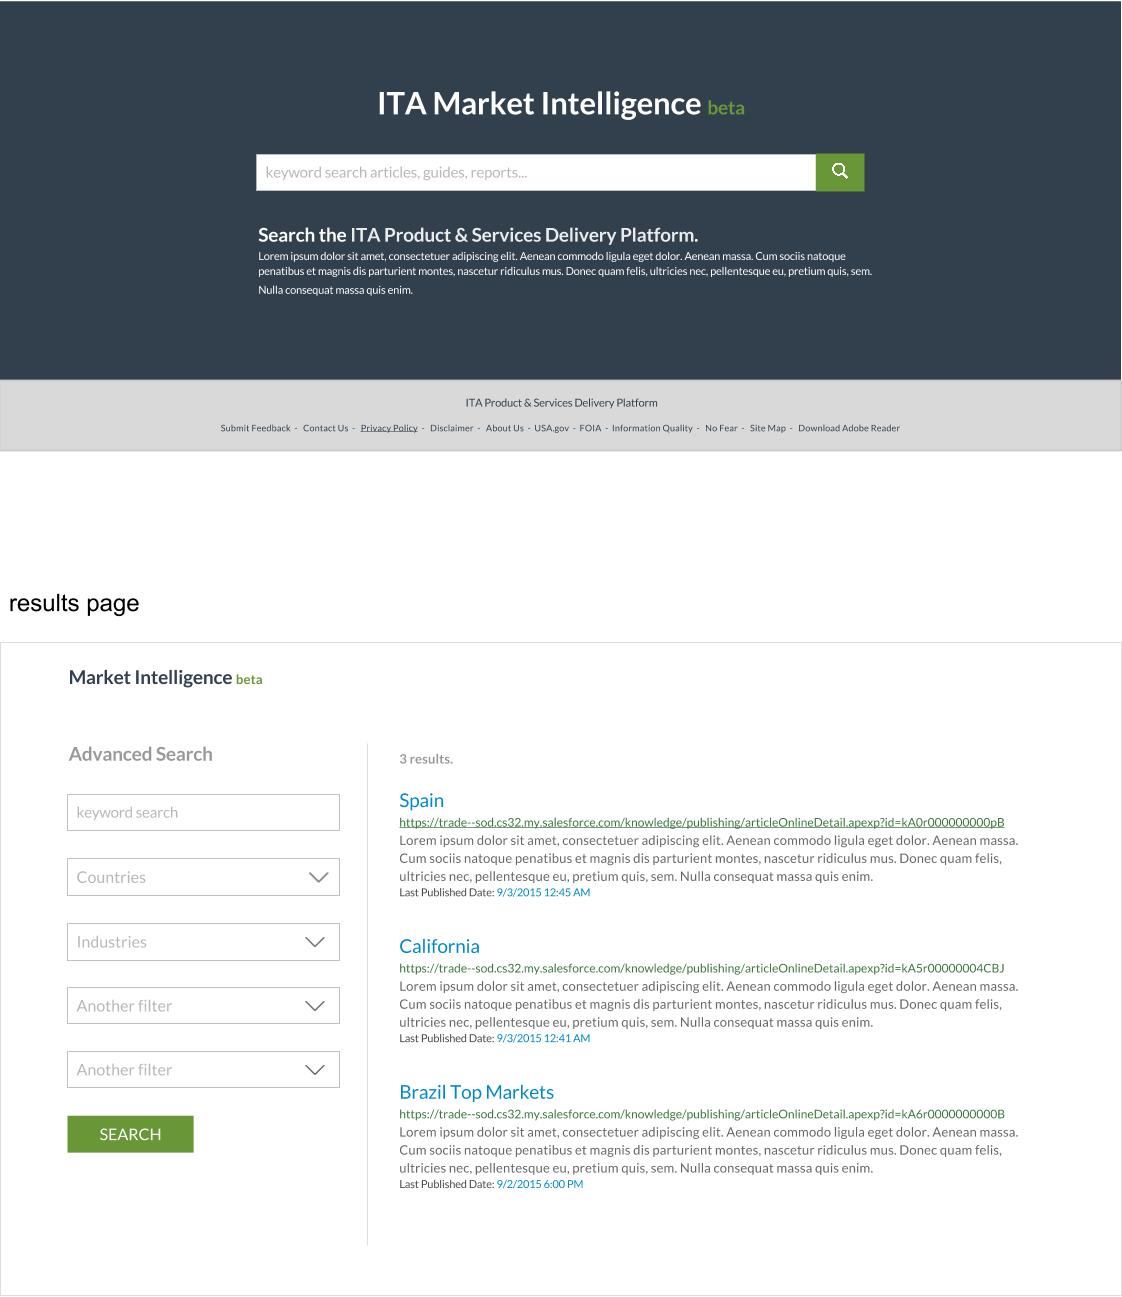 ITA Market Intelligence beta
keyword search articles, guides, reports...
Search the ITA Product & Services Delivery Platform.
Lorem ipsum dolor sit amet, consectetuer adipiscing elit. Aenean commodo ligula eget dolor. Aenean massa. Cum sociis natoque
penatibus et magnis dis parturient montes, nascetur ridiculus mus. Donec quam felis, ultricies nec, pellentesque eu, pretium quis, sem.
Nulla consequat massa quis enim.
ITA Product & Services Delivery Platform
Submit Feedback - Contact Us - Privacy Policy - Disclaimer - About Us - USA.gov - FOIA - Information Quality - No Fear - Site Map - Download Adobe Reader
results page
Market Intelligence beta
Advanced Search
keyword search
Countries
Industries
Another filter
Another filter
SEARCH
3 results.
Spain
https://trade--sod.cs32.my.salesforce.com/knowledge/publishing/articleOnlineDetail.apexp?id=kA0r000000000pB
Lorem ipsum dolor sit amet, consectetuer adipiscing elit. Aenean commodo ligula eget dolor. Aenean massa.
Cum sociis natoque penatibus et magnis dis parturient montes, nascetur ridiculus mus. Donec quam felis,
ultricies nec, pellentesque eu, pretium quis, sem. Nulla consequat massa quis enim.
Last Published Date: 9/3/2015 12:45 AM
California
https://trade--sod.cs32.my.salesforce.com/knowledge/publishing/articleOnlineDetail.apexp?id=kA5r00000004CBJ
Lorem ipsum dolor sit amet, consectetuer adipiscing elit. Aenean commodo ligula eget dolor. Aenean massa.
Cum sociis natoque penatibus et magnis dis parturient montes, nascetur ridiculus mus. Donec quam felis,
ultricies nec, pellentesque eu, pretium quis, sem. Nulla consequat massa quis enim.
Last Published Date: 9/3/2015 12:41 AM
Brazil Top Markets
https://trade--sod.cs32.my.salesforce.com/knowledge/publishing/articleOnlineDetail.apexp?id=kA6r0000000000B
Lorem ipsum dolor sit amet, consectetuer adipiscing elit. Aenean commodo ligula eget dolor. Aenean massa.
Cum sociis natoque penatibus et magnis dis parturient montes, nascetur ridiculus mus. Donec quam felis,
ultricies nec, pellentesque eu, pretium quis, sem. Nulla consequat massa quis enim.
Last Published Date: 9/2/2015 6:00 PM